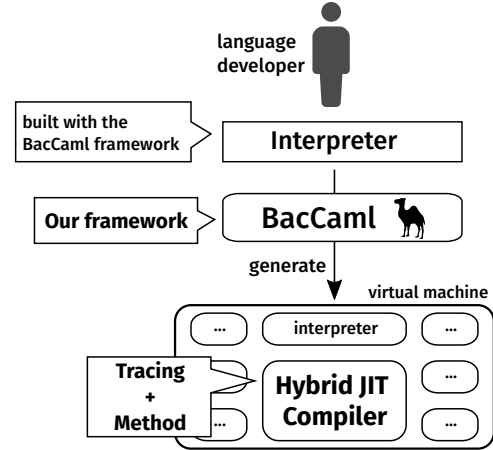 language
developer
built with the
BacCaml framework
Interpreter
Our framework
BacCaml
generate
virtual machine
...
interpreter
...
Tracing
+
Method
Hybrid JIT
Compiler
...
...
...